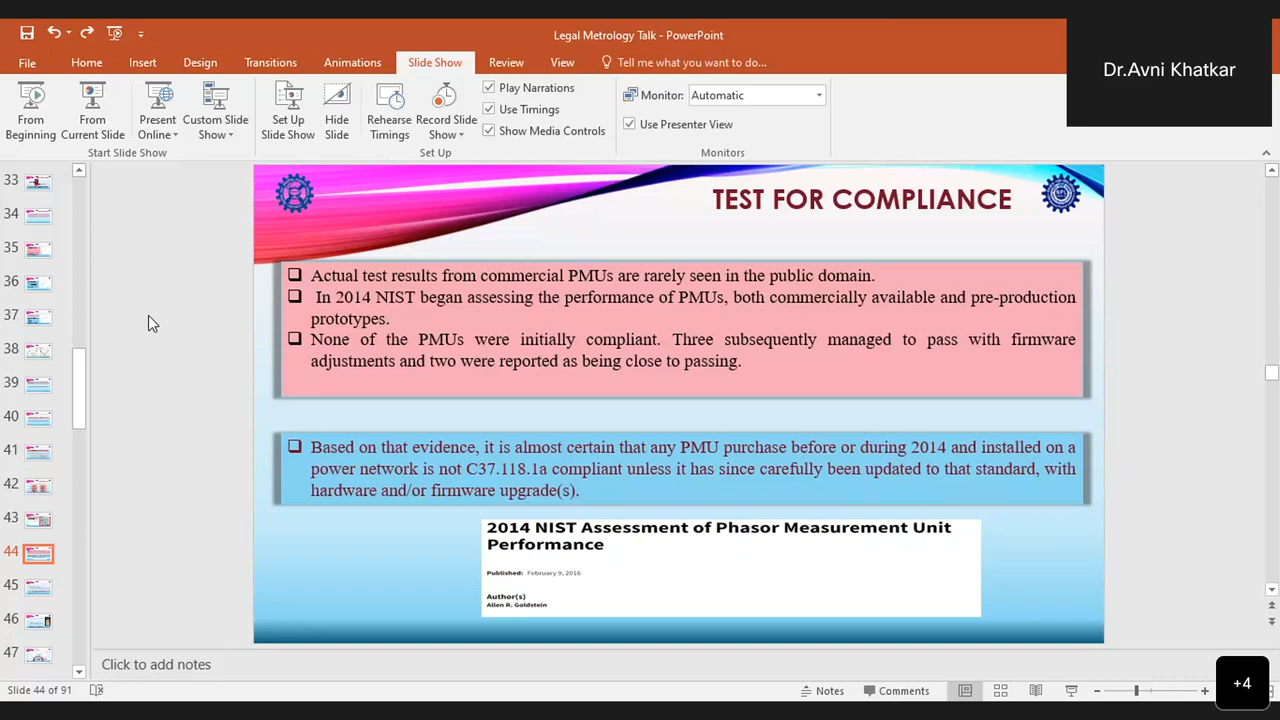 Legal Metrology Talk - PowerPoint
Dr.Avni Khatkar
File Home Insert Design Transitions Animations Slide Show Review View Tell me what you want to do...
From Beginning
From Current Slide
Present Online
Custom Slide Show
Start Slide Show
Set Up Slide Show
Hide Slide
Rehearse Timings
Record Slide Show
Play Narrations
Use Timings
Show Media Controls
Set Up
Monitor: Automatic
Use Presenter View
Monitors
33
34
35
36
37
38
39
40
41
42
43
44
45
46
47
TEST FOR COMPLIANCE
Actual test results from commercial PMUs are rarely seen in the public domain.
In 2014 NIST began assessing the performance of PMUs, both commercially available and pre-production
prototypes.
None of the PMUs were initially compliant. Three subsequently managed to pass with firmware
adjustments and two were reported as being close to passing.
Based on that evidence, it is almost certain that any PMU purchase before or during 2014 and installed on a
power network is not C37.118.1a compliant unless it has since carefully been updated to that standard, with
hardware and/or firmware upgrade(s).
2014 NIST Assessment of Phasor Measurement Unit
Performance
Published: February 9, 2016
Author(s)
Allen R. Goldstein
Click to add notes
Slide 44 of 91
Notes
Comments
+4